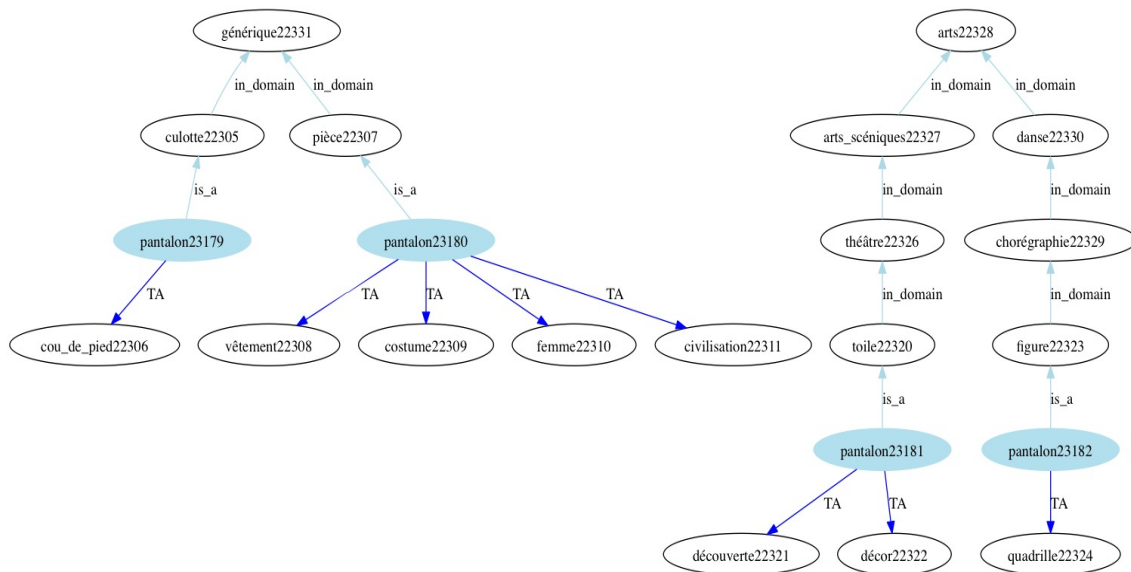 générique22331 arts22328
in_domain in_domain in_domain in_domain
culotte22305 pièce22307 arts_scéniques22327 danse22330
is_a is_a in_domain in_domain
pantalon23179 pantalon23180 théâtre22326 chorégraphie22329
TA TA TA TA TA in_domain in_domain
cou_de_pied22306 vêtement22308 costume22309 femme22310 civilisation22311 toile22320 figure22323
is_a is_a
pantalon23181 pantalon23182
TA TA TA
découverte22321 décor22322 quadrille22324